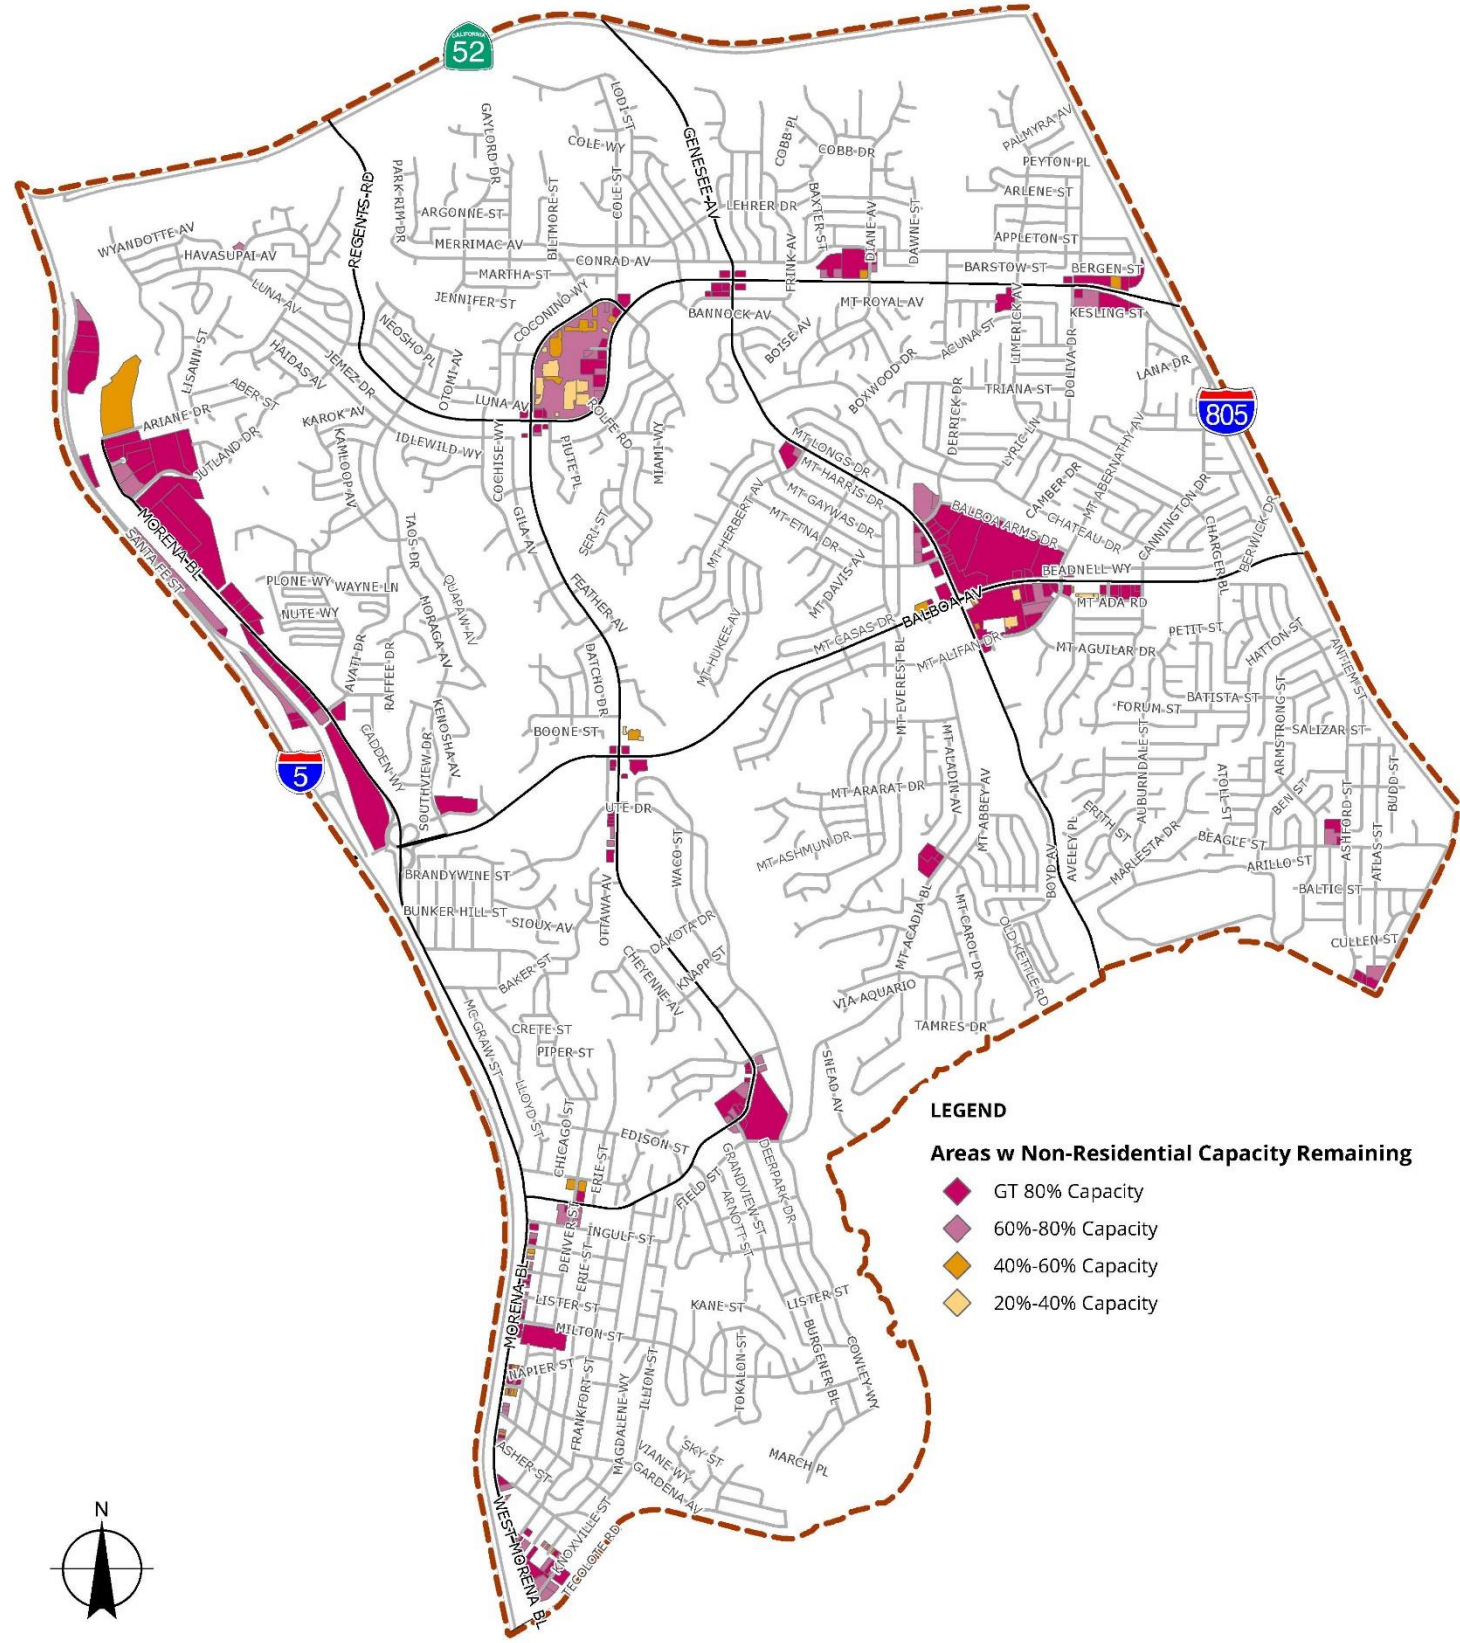 CALIFORNIA
52
LODI ST
GENESEE AV
GAYLORD DR
COLE WY
COBB PL
COBB DR
PALMYRA AV
PEYTON PL
ARLENE ST
PARK RIM DR
REGENTS RD
BILTMORE ST
COLE ST
LEHRER DR
BAXTER ST
DIANE AV
DAWNE ST
ARGONNE ST
APPLETON ST
WYANDOTTE AV
MERRIMAC AV
HAVASUPAI AV
CONRAD AV
FRINK AV
BARSTOW ST
BERGEN ST
MARTHA ST
LUNA AV
JENNIFER ST
COCONINO WY
BANNOCK AV
MT ROYAL AV
KESLING ST
NEOSHO PL
BOISE AV
ACUNA ST
LIMERICK AV
DOLIVA DR
LANA DR
LISANN ST
HAIDAS AV
JEMEZ DR
OTOMI AV
BOXWOOD DR
TRIANA ST
805
ABER ST
LUNA AV
ROLFE RD
DERRICK DR
ARIANE DR
KAROK AV
LYRIC LN
JUTLAND DR
KAMLOOP AV
IDLEWILD WY
COCHISE WY
PIUTE PL
MIAMI WY
MT LONGS DR
MT HARRIS DR
MT ABERNATHY AV
CAMBER DR
MT GAYWAS DR
MT HERBERT AV
MT ETNA DR
BALBOA ARMS DR
CHATEAU DR
CANNINGTON DR
CHARGER BL
BERWICK DR
MORENA BL
SANTA FE ST
TAOS DR
GILA AV
SERI ST
MT DAVIS AV
BEADNELL WY
PLONE WY
WAYNE LN
QUAPAW AV
FEATHER AV
BALBOA AV
MT ADA RD
NUTE WY
MORAGA AV
MT HUKEE AV
MT CASAS DR
PETIT ST
HATTON ST
AVATI DR
RAFFEE DR
DATCHO DR
MT EVEREST BL
MT ALIFAN DR
MT AGUILAR DR
ANTIEM ST
BATISTA ST
FORUM ST
KENOSHA AV
CADDEN WY
BOONE ST
ARMSTRONG ST
SALIZAR ST
SOUTHVIEW DR
MT ALADIN AV
AUBURNDALE ST
5
MT ABBEY AV
ATOLL ST
BEN ST
BUDD ST
MT ARARAT DR
UTE DR
ERITH ST
ASHFORD ST
MT ASHMUN DR
WACO ST
BOYD AV
AVERLEY PL
MARLESTA DR
BEAGLE ST
ATLAS ST
BRANDYWINE ST
ARILLO ST
BALTIC ST
BUNKER HILL ST
SIOUX AV
OTTAWA AV
DAKOTA DR
MT ACADIA BL
MT CAROL DR
OLD KETTLE RD
CULLEN ST
BAKER ST
CHEYENNE AV
KNAPP ST
VIA AQUARIO
MC GRAW ST
CRETE ST
TAMRES DR
PIPER ST
SNEAD AV
LLOYD ST
CHICAGO ST
EDISON ST
ERIE ST
FIELD ST
GRANDVIEW ST
DEERPARK DR
ARNOTT ST
DENVER ST
INGULF ST
ERIE ST
MORENA BL
LISTER ST
KANE ST
LISTER ST
MILTON ST
BURGENER BL
COWLEY WY
NAPIER ST
FRANKFORT ST
MAGDALENE WY
ILLION ST
TOKALON ST
ASHER ST
VIANE WY
SKY ST
MARCH PL
GARDENA AV
WEST MORENA BL
KNOXVILLE ST
TECOLOTE RD
LEGEND
Areas w Non-Residential Capacity Remaining
GT 80% Capacity
60%-80% Capacity
40%-60% Capacity
20%-40% Capacity
N